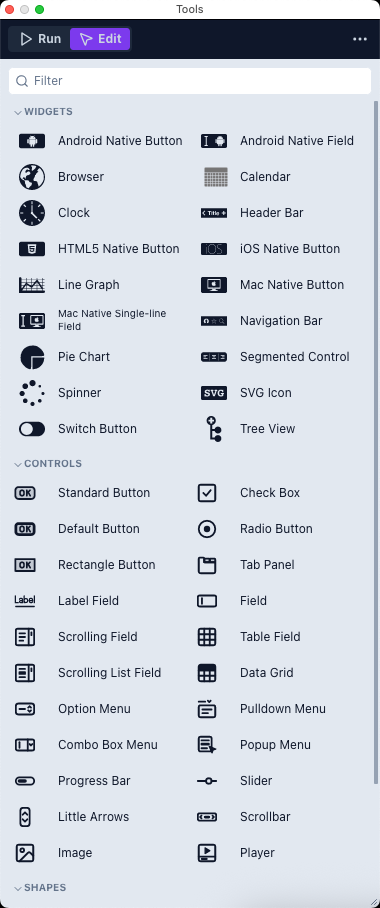 Tools
Run Edit
Filter
WIDGETS
Android Native Button Android Native Field
Browser Calendar
Clock Title Header Bar
HTML5 Native Button iOS iOS Native Button
Line Graph Mac Native Button
Mac Native Single-line
Field
Navigation Bar
Pie Chart Segmented Control
Spinner SVG SVG Icon
Switch Button Tree View
CONTROLS
OK Standard Button Check Box
OK Default Button Radio Button
OK Rectangle Button Tab Panel
Label Label Field Field
Scrolling Field Table Field
Scrolling List Field Data Grid
Option Menu Pulldown Menu
Combo Box Menu Popup Menu
Progress Bar Slider
Little Arrows Scrollbar
Image Player
SHAPES